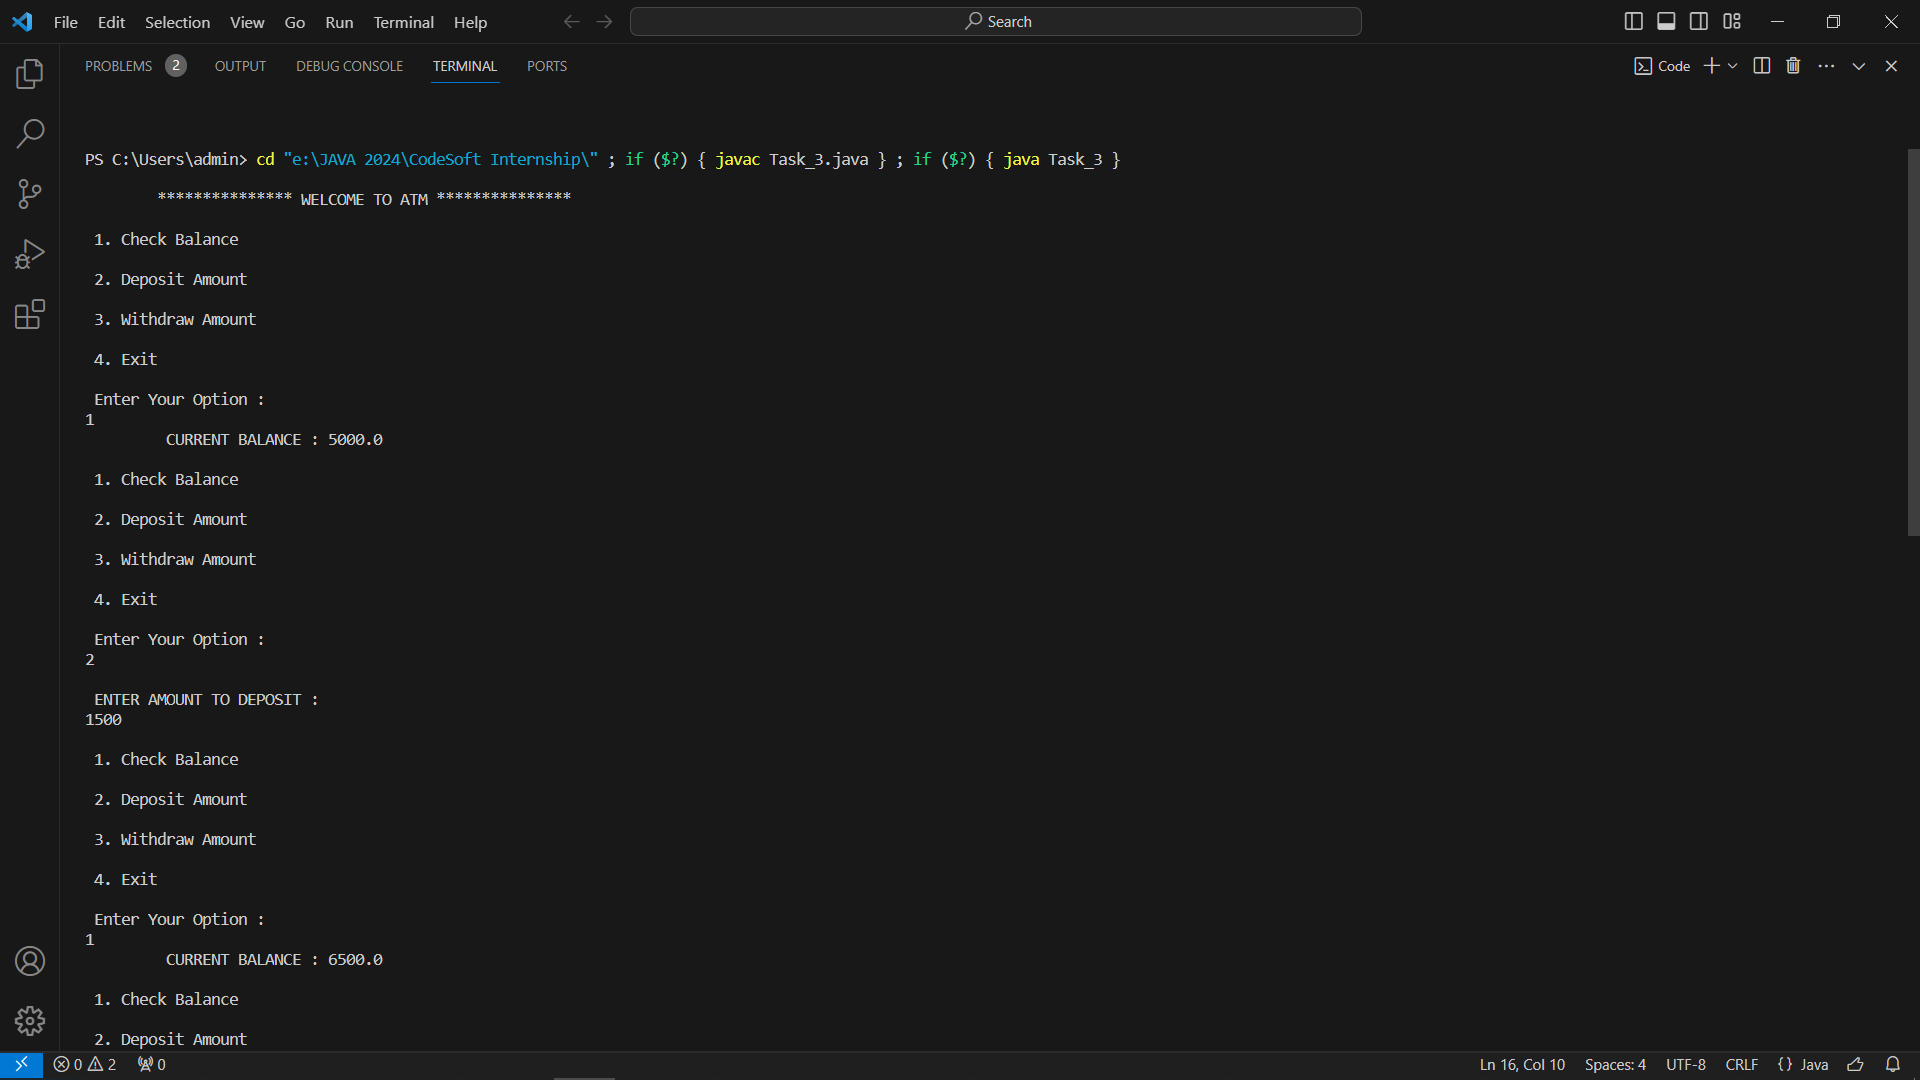 File Edit Selection View Go Run Terminal Help Search
PROBLEMS 2 OUTPUT DEBUG CONSOLE TERMINAL PORTS Code
PS C:\Users\admin> cd "e:\JAVA 2024\CodeSoft Internship\" ; if ($?) { javac Task_3.java } ; if ($?) { java Task_3 }
*************** WELCOME TO ATM ***************
1. Check Balance
2. Deposit Amount
3. Withdraw Amount
4. Exit
Enter Your Option :
1
CURRENT BALANCE : 5000.0
1. Check Balance
2. Deposit Amount
3. Withdraw Amount
4. Exit
Enter Your Option :
2
ENTER AMOUNT TO DEPOSIT :
1500
1. Check Balance
2. Deposit Amount
3. Withdraw Amount
4. Exit
Enter Your Option :
1
CURRENT BALANCE : 6500.0
1. Check Balance
2. Deposit Amount
0 2 0 Ln 16, Col 10 Spaces: 4 UTF-8 CRLF {} Java